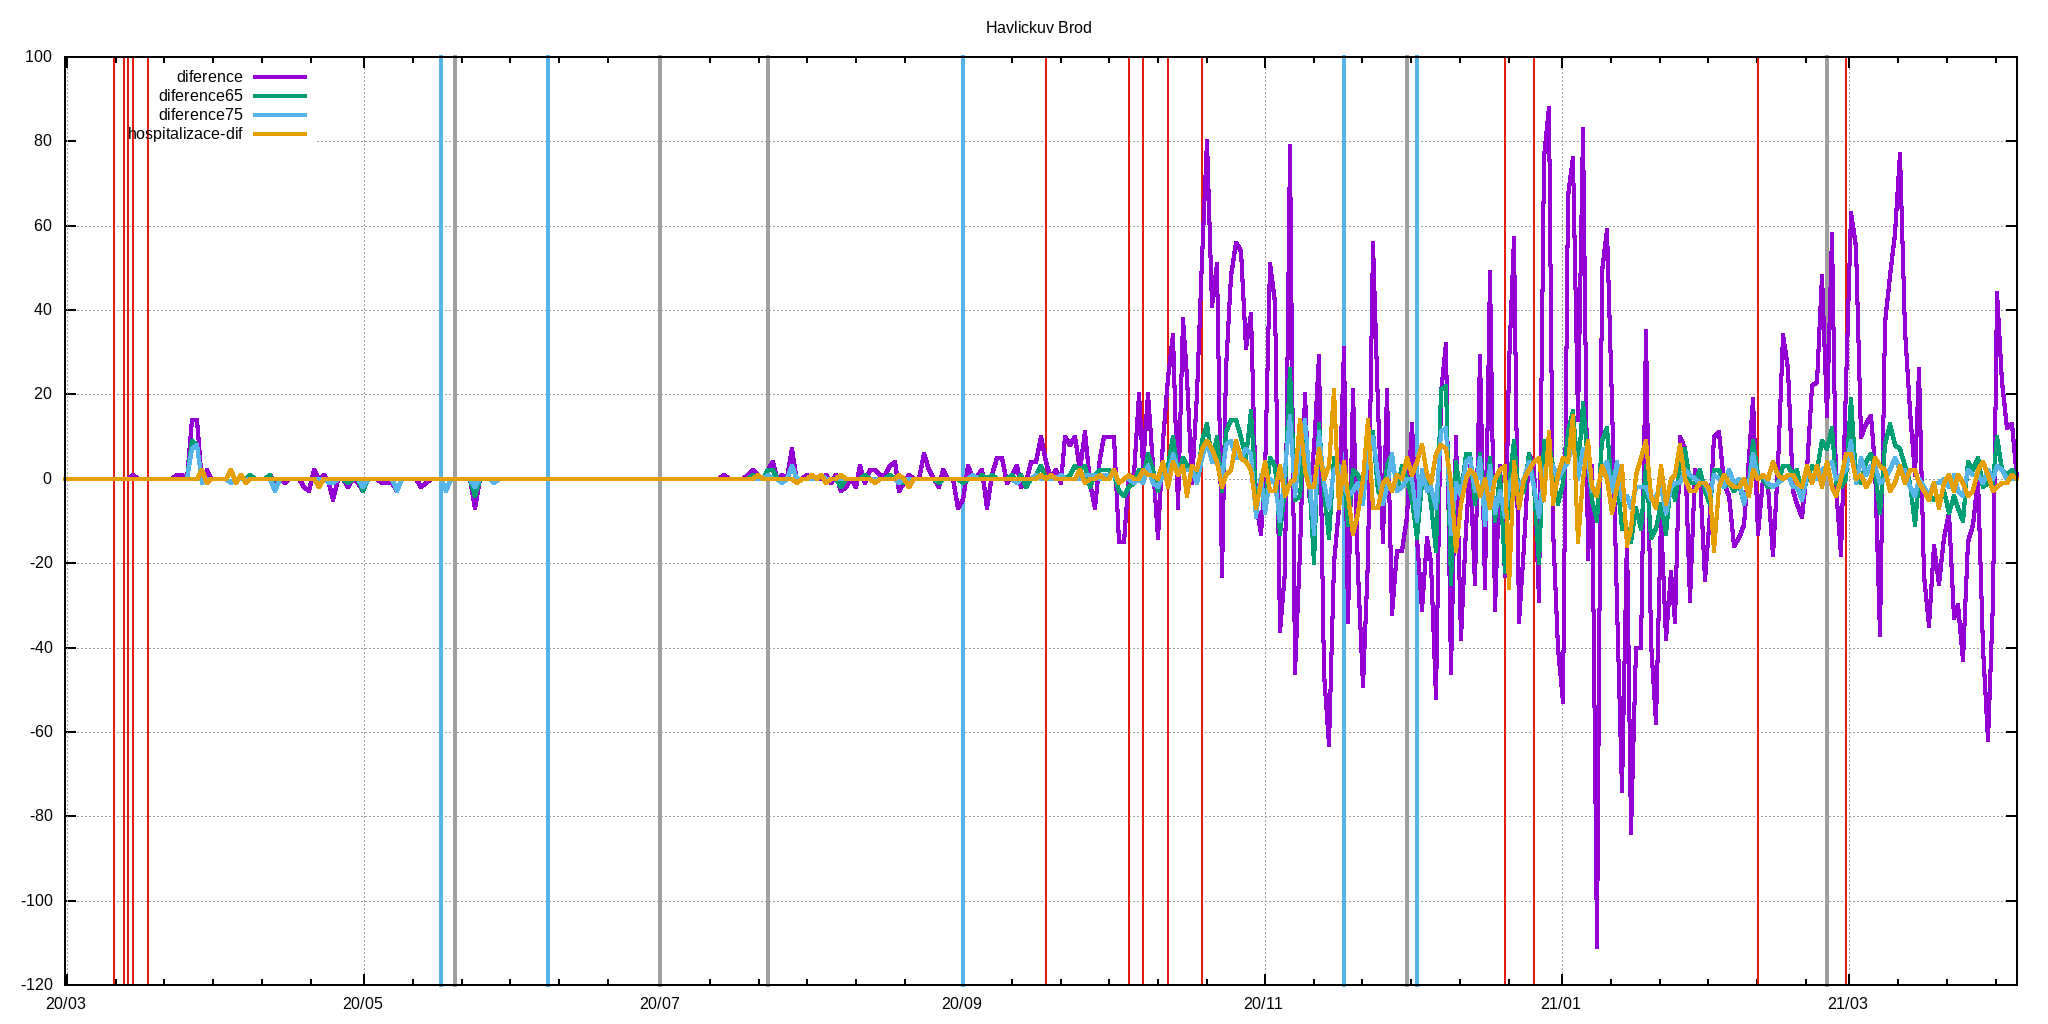 Havlickuv Brod
100
80
60
40
20
0
-20
-40
-60
-80
-100
-120
diference
diference65
diference75
hospitalizace-dif
20/03 20/05 20/07 20/09 20/11 21/01 21/03